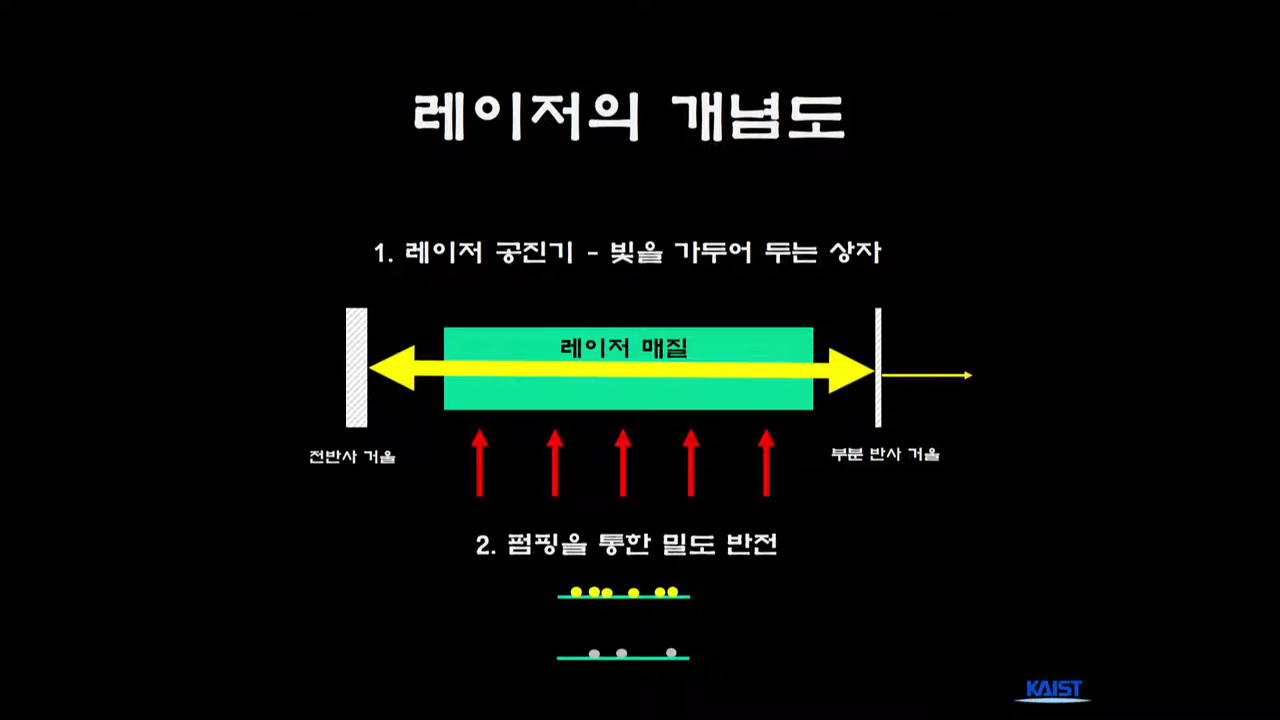 레이저의 개념도
1. 레이저 공진기 - 빛을 가두어 두는 상자
레이저 매질
전반사 거울
부분 반사 거울
2. 펌핑을 통한 밀도 반전
KAIST